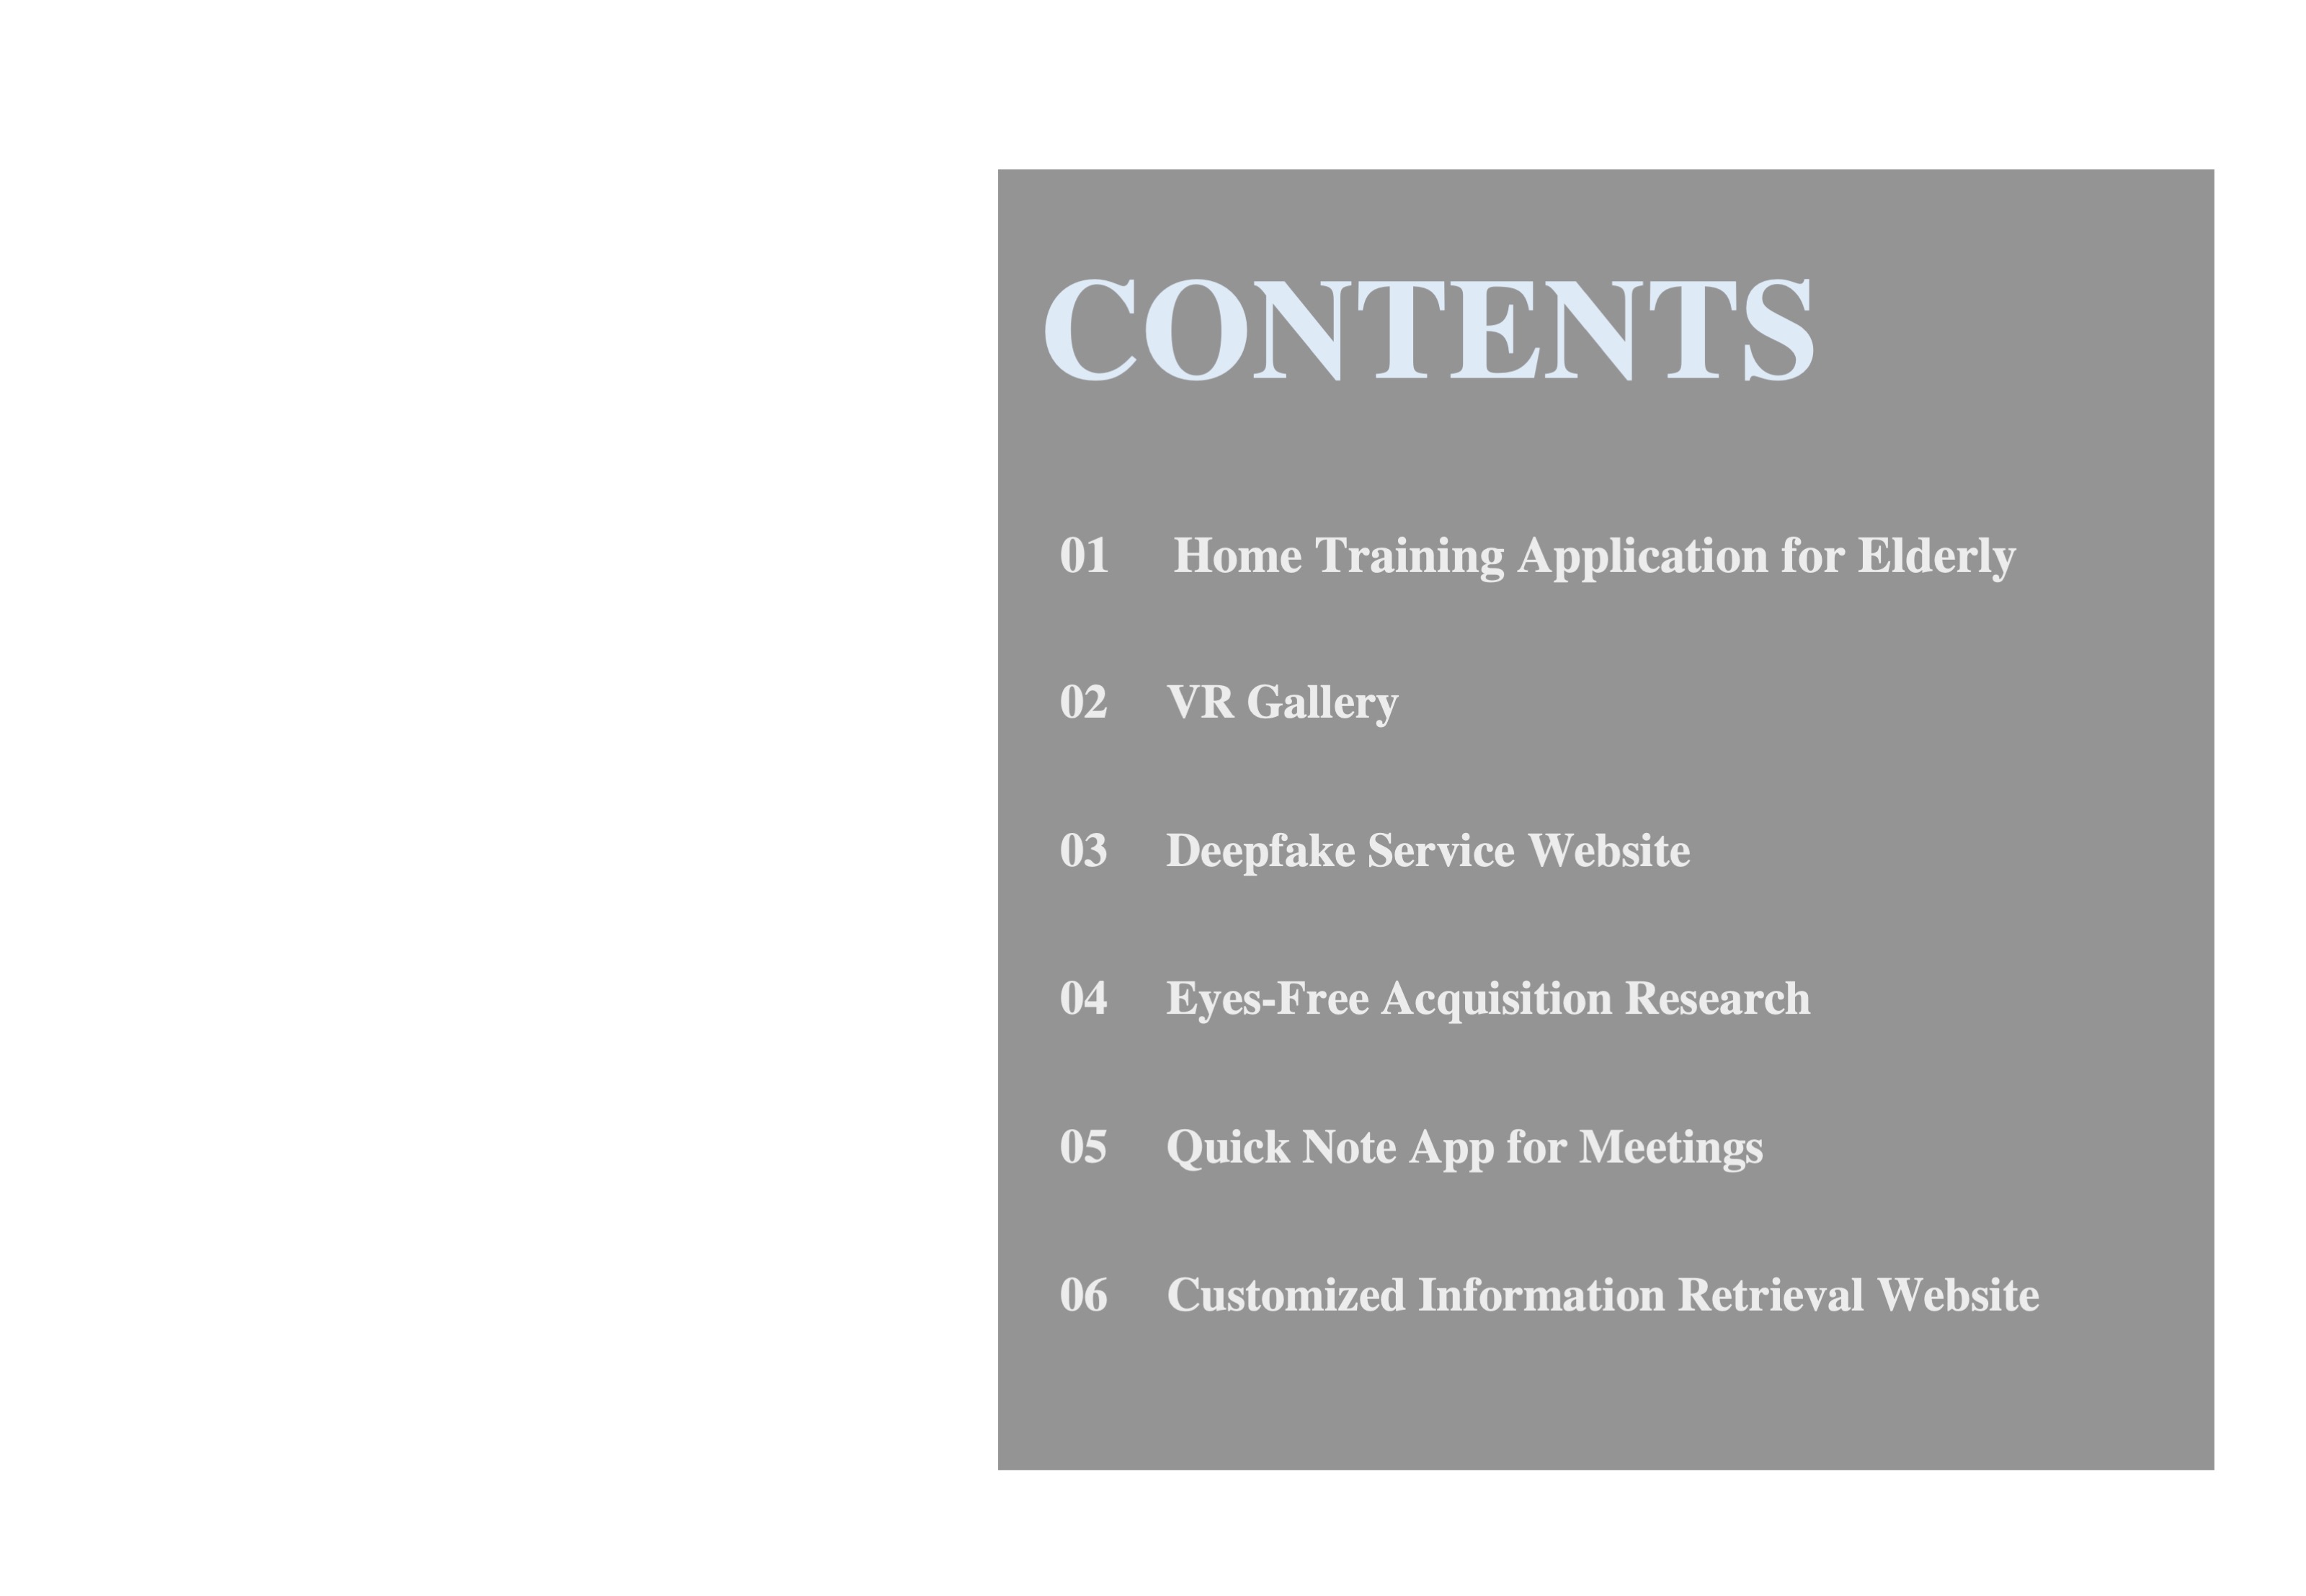 CONTENTS
01 Home Training Application for Elderly
02 VR Gallery
03 Deepfake Service Website
04 Eyes-Free Acquisition Research
05 Quick Note App for Meetings
06 Customized Information Retrieval Website